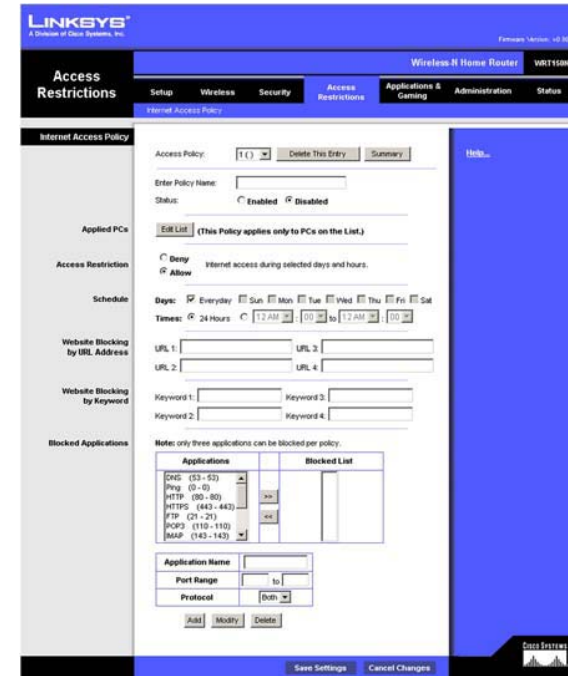 LINKSYS®
A Division of Cisco Systems, Inc.
Firmware Version:
Wireless-N Home Router WRT150N
Access Restrictions
Setup Wireless Security Access Restrictions Applications & Gaming Administration Status
Internet Access Policy
Internet Access Policy
Access Policy: 1 ( ) Delete This Entry Summary
Help...
Enter Policy Name:
Status: Enabled Disabled
Applied PCs
Edit List (This Policy applies only to PCs on the List.)
Access Restriction
Deny
Allow
Internet access during selected days and hours.
Schedule
Days: Everyday Sun Mon Tue Wed Thu Fri Sat
Times: 24 Hours 12 AM : 00 to 12 AM : 00
Website Blocking by URL Address
URL 1: URL 3:
URL 2: URL 4:
Website Blocking by Keyword
Keyword 1: Keyword 3:
Keyword 2: Keyword 4:
Blocked Applications
Note: only three applications can be blocked per policy.
Applications Blocked List
DNS (53 - 53)
Ping (0 - 0)
HTTP (80 - 80)
HTTPS (443 - 443)
FTP (21 - 21)
POP3 (110 - 110)
IMAP (143 - 143)
>>
<<
Application Name
Port Range to
Protocol Both
Add Modify Delete
Save Settings Cancel Changes
CISCO SYSTEMS